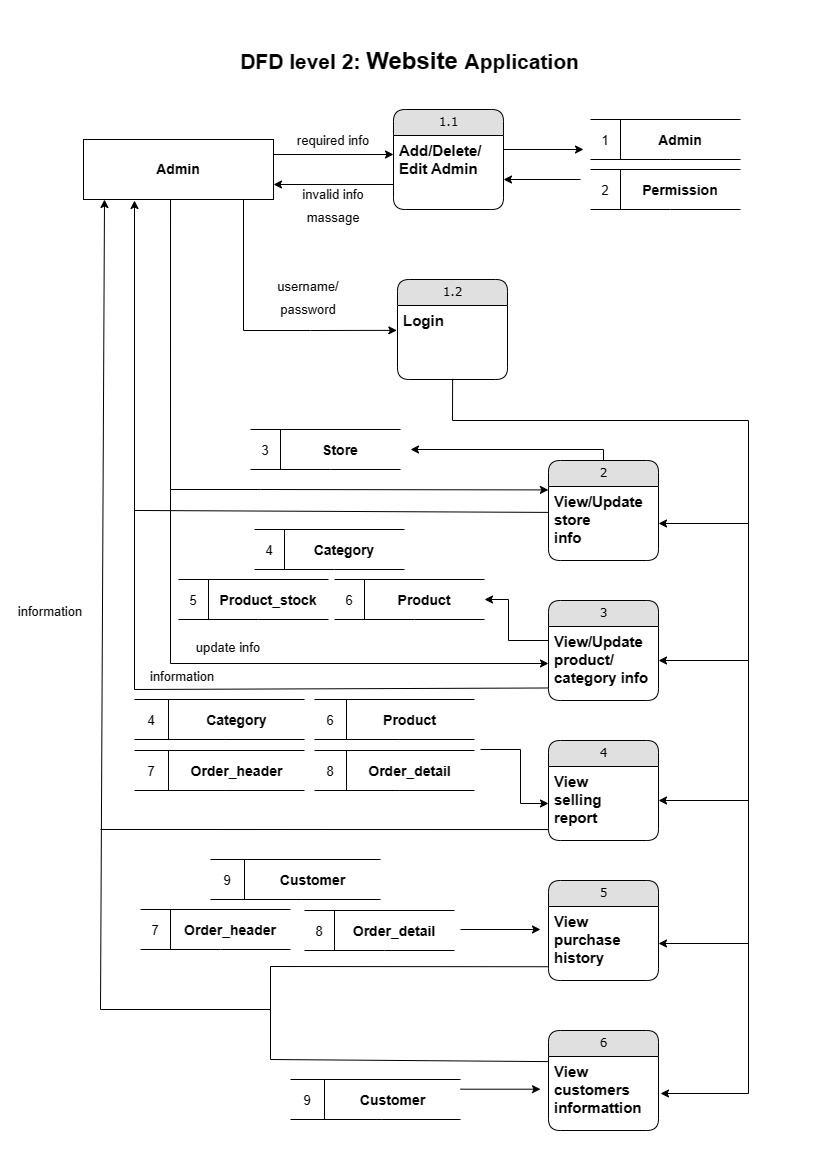 DFD level 2: Website Application
1.1
Add/Delete/
Edit Admin
required info
Admin
invalid info
massage
1
Admin
2
Permission
username/
password
1.2
Login
3
Store
2
View/Update
store
info
4
Category
5
Product_stock
6
Product
3
View/Update
product/
category info
information
update info
information
4
Category
6
Product
7
Order_header
8
Order_detail
4
View
selling
report
9
Customer
7
Order_header
8
Order_detail
5
View
purchase
history
6
View
customers
informattion
9
Customer